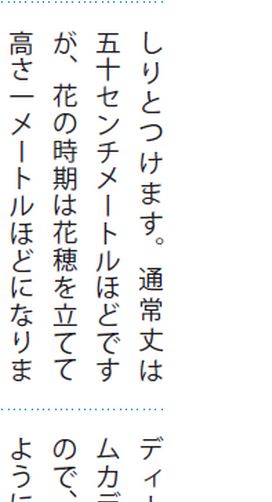 しりとつけます。通常丈は
五十センチメートルほどです
が、花の時期は花穂を立てて
高さ一メートルほどになりま
ディー
ムカデ
ので、
ように